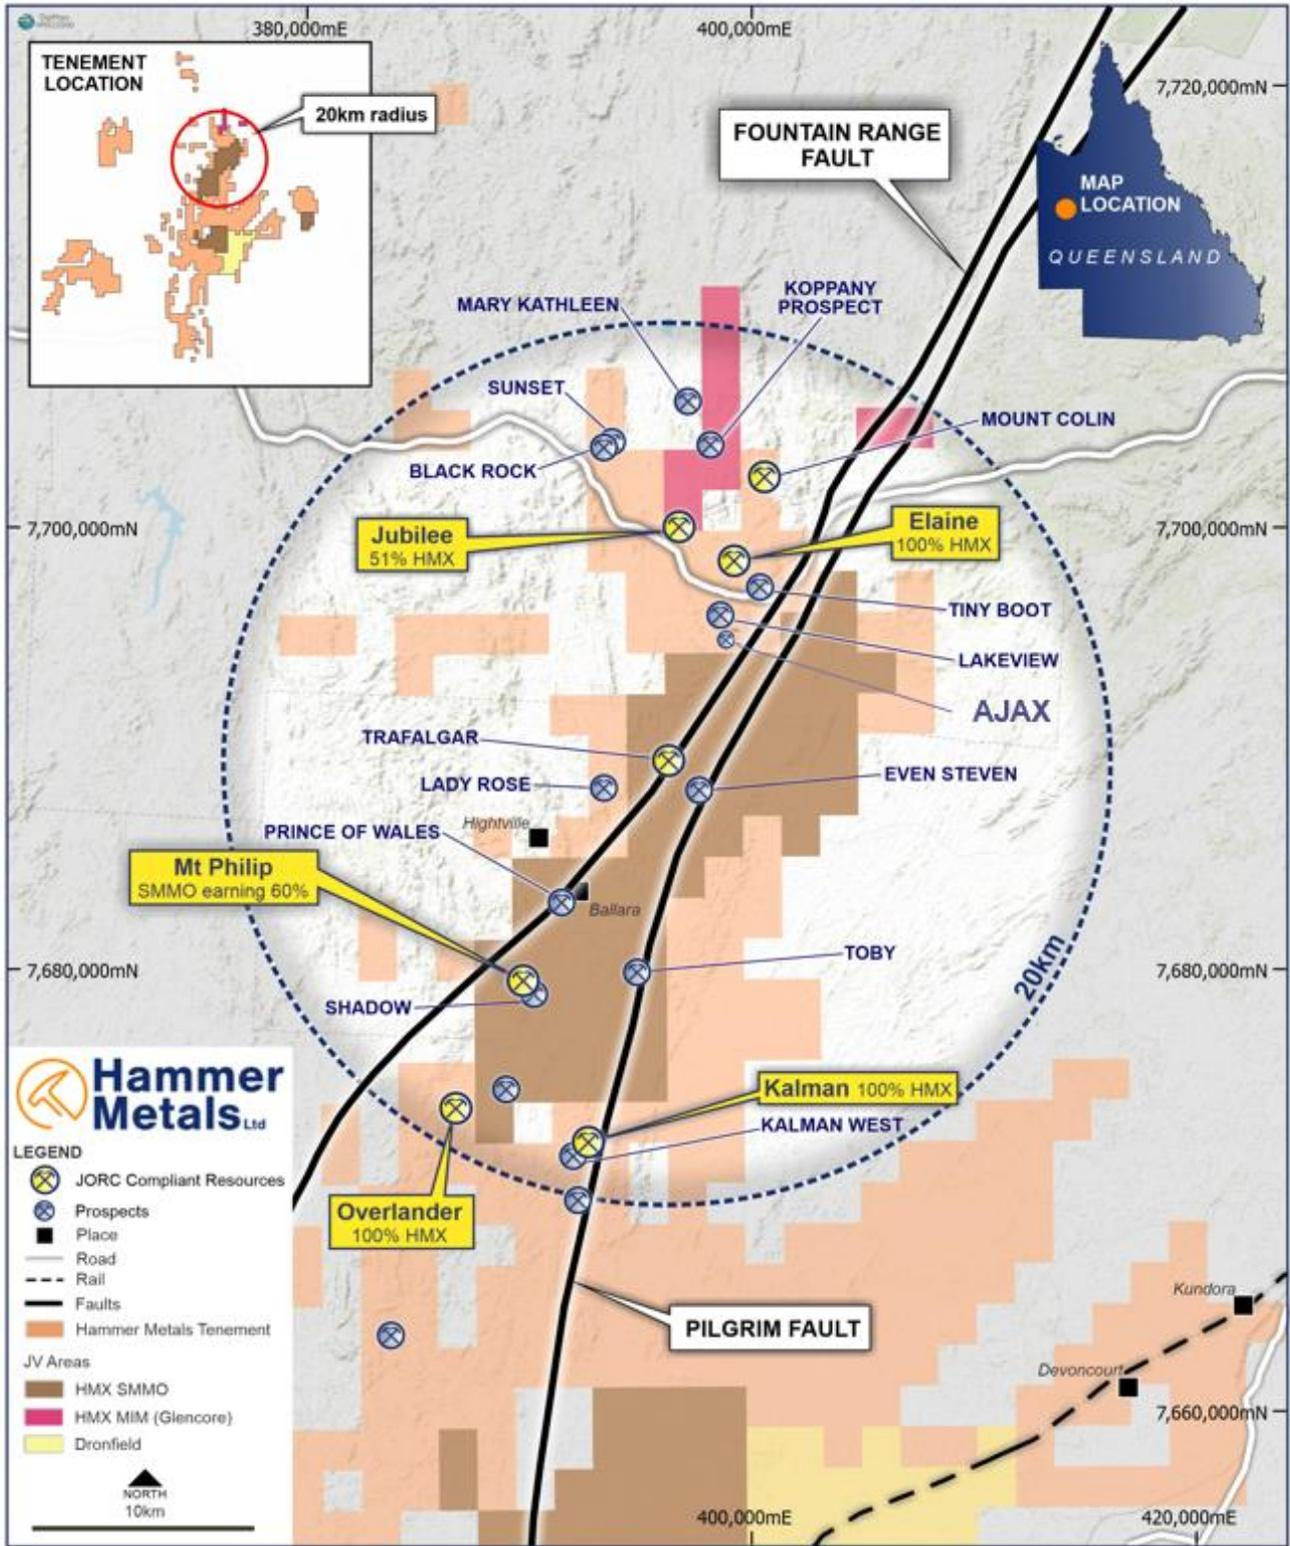 380,000mE
400,000mE
TENEMENT
LOCATION
20km radius
7,720,000mN
FOUNTAIN RANGE
FAULT
MAP
LOCATION
QUEENSLAND
MARY KATHLEEN
KOPPANY
PROSPECT
SUNSET
MOUNT COLIN
BLACK ROCK
7,700,000mN
Jubilee
51% HMX
Elaine
100% HMX
7,700,000mN
TINY BOOT
LAKEVIEW
AJAX
TRAFALGAR
EVEN STEVEN
LADY ROSE
Hightville
PRINCE OF WALES
Mt Philip
SMMO earning 60%
Ballara
TOBY
20km
7,680,000mN
7,680,000mN
SHADOW
Hammer
Metals Ltd
Kalman 100% HMX
KALMAN WEST
Overlander
100% HMX
LEGEND
JORC Compliant Resources
Prospects
Place
Road
Rail
Faults
Hammer Metals Tenement
JV Areas
HMX SMMO
HMX MIM (Glencore)
Dronfield
NORTH
10km
PILGRIM FAULT
Kundora
Devoncourt
7,660,000mN
400,000mE
420,000mE